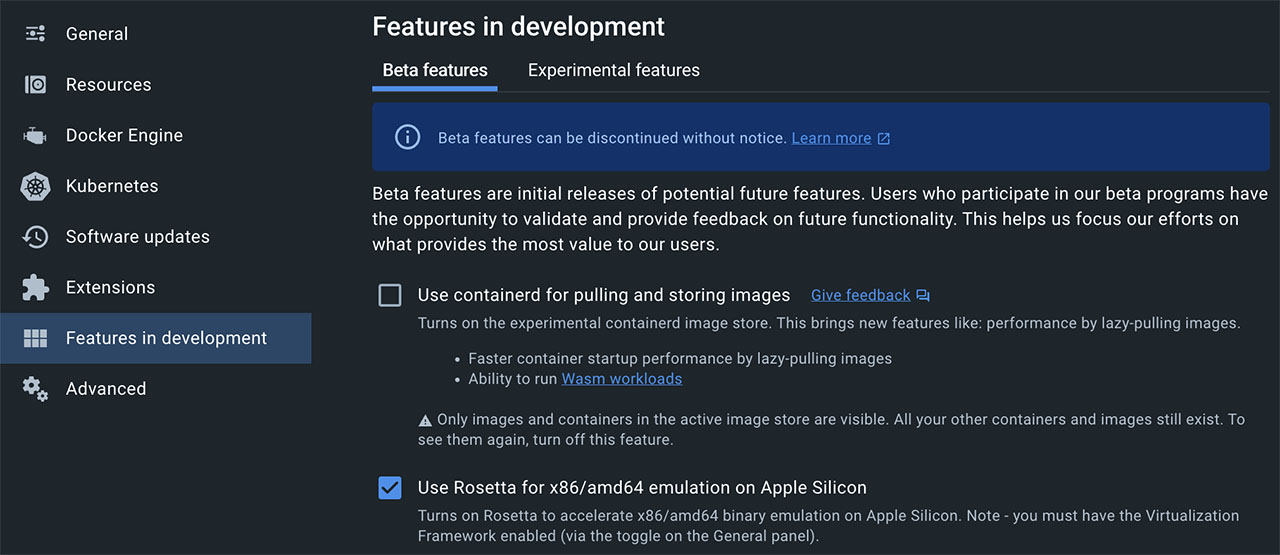 General
Resources
Docker Engine
Kubernetes
Software updates
Extensions
Features in development
Advanced
Features in development
Beta features
Experimental features
Beta features can be discontinued without notice. Learn more
Beta features are initial releases of potential future features. Users who participate in our beta programs have
the opportunity to validate and provide feedback on future functionality. This helps us focus our efforts on
what provides the most value to our users.
Use containerd for pulling and storing images Give feedback
Turns on the experimental containerd image store. This brings new features like: performance by lazy-pulling images.
• Faster container startup performance by lazy-pulling images
• Ability to run Wasm workloads
Only images and containers in the active image store are visible. All your other containers and images still exist. To
see them again, turn off this feature.
Use Rosetta for x86/amd64 emulation on Apple Silicon
Turns on Rosetta to accelerate x86/amd64 binary emulation on Apple Silicon. Note - you must have the Virtualization
Framework enabled (via the toggle on the General panel).